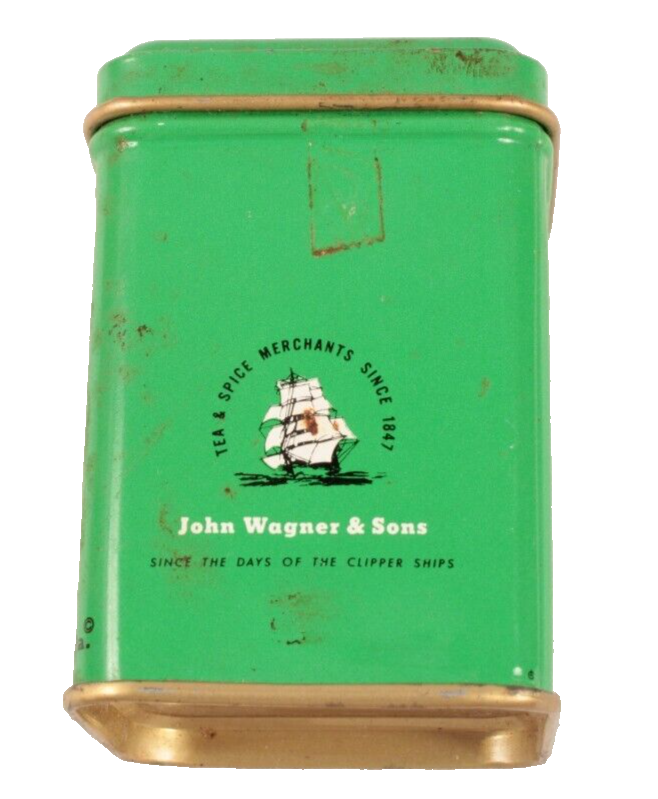 TEA & SPICE MERCHANTS SINCE 1847
John Wagner & Sons
SINCE THE DAYS OF THE CLIPPER SHIPS
©
a.